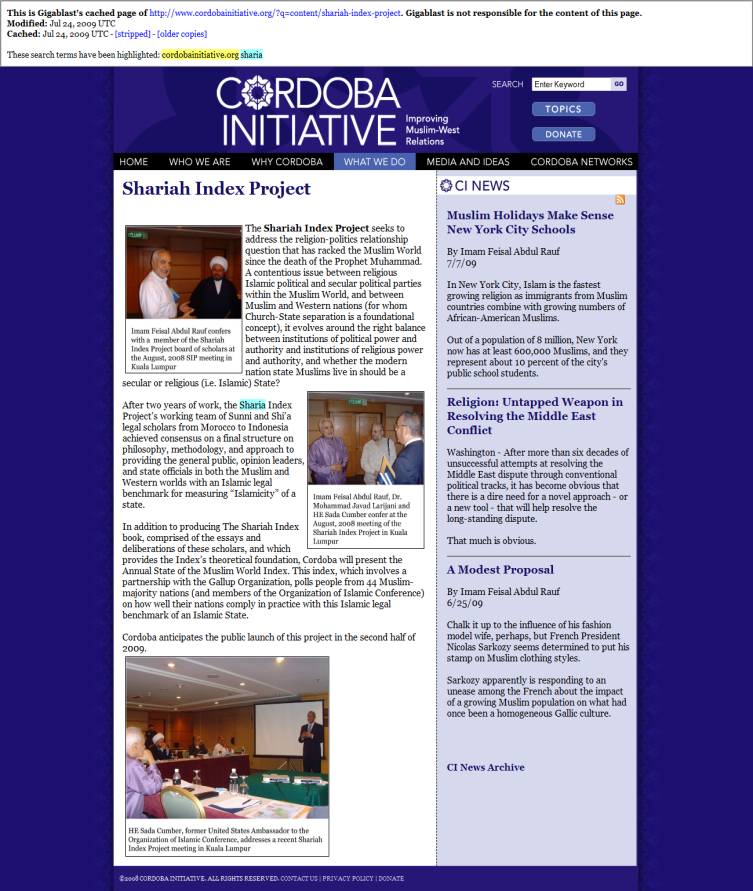 This is Gigablast's cached page of http://www.cordobainitiative.org/?q=content/shariah-index-project. Gigablast is not responsible for the content of this page.
Modified: Jul 24, 2009 UTC
Cached: Jul 24, 2009 UTC - [stripped] - [older copies]
These search terms have been highlighted: cordobainitiative.org sharia
CORDOBA
INITIATIVE
Improving
Muslim-West
Relations
SEARCH Enter Keyword GO
TOPICS
DONATE
HOME WHO WE ARE WHY CORDOBA WHAT WE DO MEDIA AND IDEAS CORDOBA NETWORKS
Shariah Index Project
The Shariah Index Project seeks to
address the religion-politics relationship
question that has racked the Muslim World
since the death of the Prophet Muhammad.
A contentious issue between religious
Islamic political and secular political parties
within the Muslim World, and between
Muslim and Western nations (for whom
Church-State separation is a foundational
concept), it evolves around the right balance
between institutions of political power and
authority and institutions of religious power
and authority, and whether the modern
nation state Muslims live in should be a
secular or religious (i.e. Islamic) State?
Imam Feisal Abdul Rauf confers
with a member of the Shariah
Index Project board of scholars at
the August, 2008 SIP meeting in
Kuala Lumpur
After two years of work, the Sharia Index
Project's working team of Sunni and Shi'a
legal scholars from Morocco to Indonesia
achieved consensus on a final structure on
philosophy, methodology, and approach to
providing the general public, opinion leaders,
and state officials in both the Muslim and
Western worlds with an Islamic legal
benchmark for measuring "Islamicity" of a
state.
Imam Feisal Abdul Rauf, Dr.
Mohammad Javad Larijani and
HE Sada Cumber confer at the
August, 2008 meeting of the
Shariah Index Project in Kuala
Lumpur
In addition to producing The Shariah Index
book, comprised of the essays and
deliberations of these scholars, and which
provides the Index's theoretical foundation, Cordoba will present the
Annual State of the Muslim World Index. This index, which involves a
partnership with the Gallup Organization, polls people from 44 Muslim-
majority nations (and members of the Organization of Islamic Conference)
on how well their nations comply in practice with this Islamic legal
benchmark of an Islamic State.
Cordoba anticipates the public launch of this project in the second half of
2009.
HE Sada Cumber, former United States Ambassador to the
Organization of Islamic Conference, addresses a recent Shariah
Index Project meeting in Kuala Lumpur
CI NEWS
Muslim Holidays Make Sense
New York City Schools
By Imam Feisal Abdul Rauf
7/7/09
In New York City, Islam is the fastest
growing religion as immigrants from Muslim
countries combine with growing numbers of
African-American Muslims.
Out of a population of 8 million, New York
now has at least 600,000 Muslims, and they
represent about 10 percent of the city's
public school students.
Religion: Untapped Weapon in
Resolving the Middle East
Conflict
Washington - After more than six decades of
unsuccessful attempts at resolving the
Middle East dispute through conventional
political tracks, it has become obvious that
there is a dire need for a novel approach - or
a new tool - that will help resolve the
long-standing dispute.
That much is obvious.
A Modest Proposal
By Imam Feisal Abdul Rauf
6/25/09
Chalk it up to the influence of his fashion
model wife, perhaps, but French President
Nicolas Sarkozy seems determined to put his
stamp on Muslim clothing styles.
Sarkozy apparently is responding to an
unease among the French about the impact
of a growing Muslim population on what had
once been a homogeneous Gallic culture.
CI News Archive
©2008 CORDOBA INITIATIVE. ALL RIGHTS RESERVED. CONTACT US | PRIVACY POLICY | DONATE